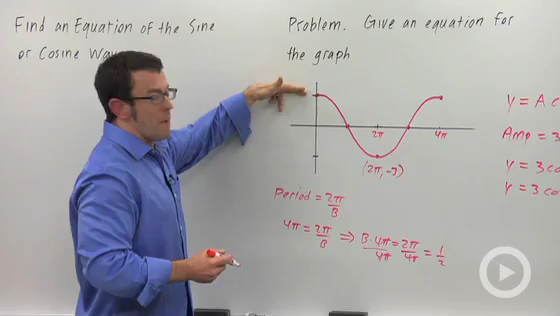 Find an Equation of the Sine
or Cosine Wave
Problem. Give an equation for
the graph
2π
4π
(2π, -3)
Period = 2π/B
4π = 2π/B ⟹ B·4π/4π = 2π/4π = 1/2
y = A c
Amp = 3
y = 3 co
y = 3 co